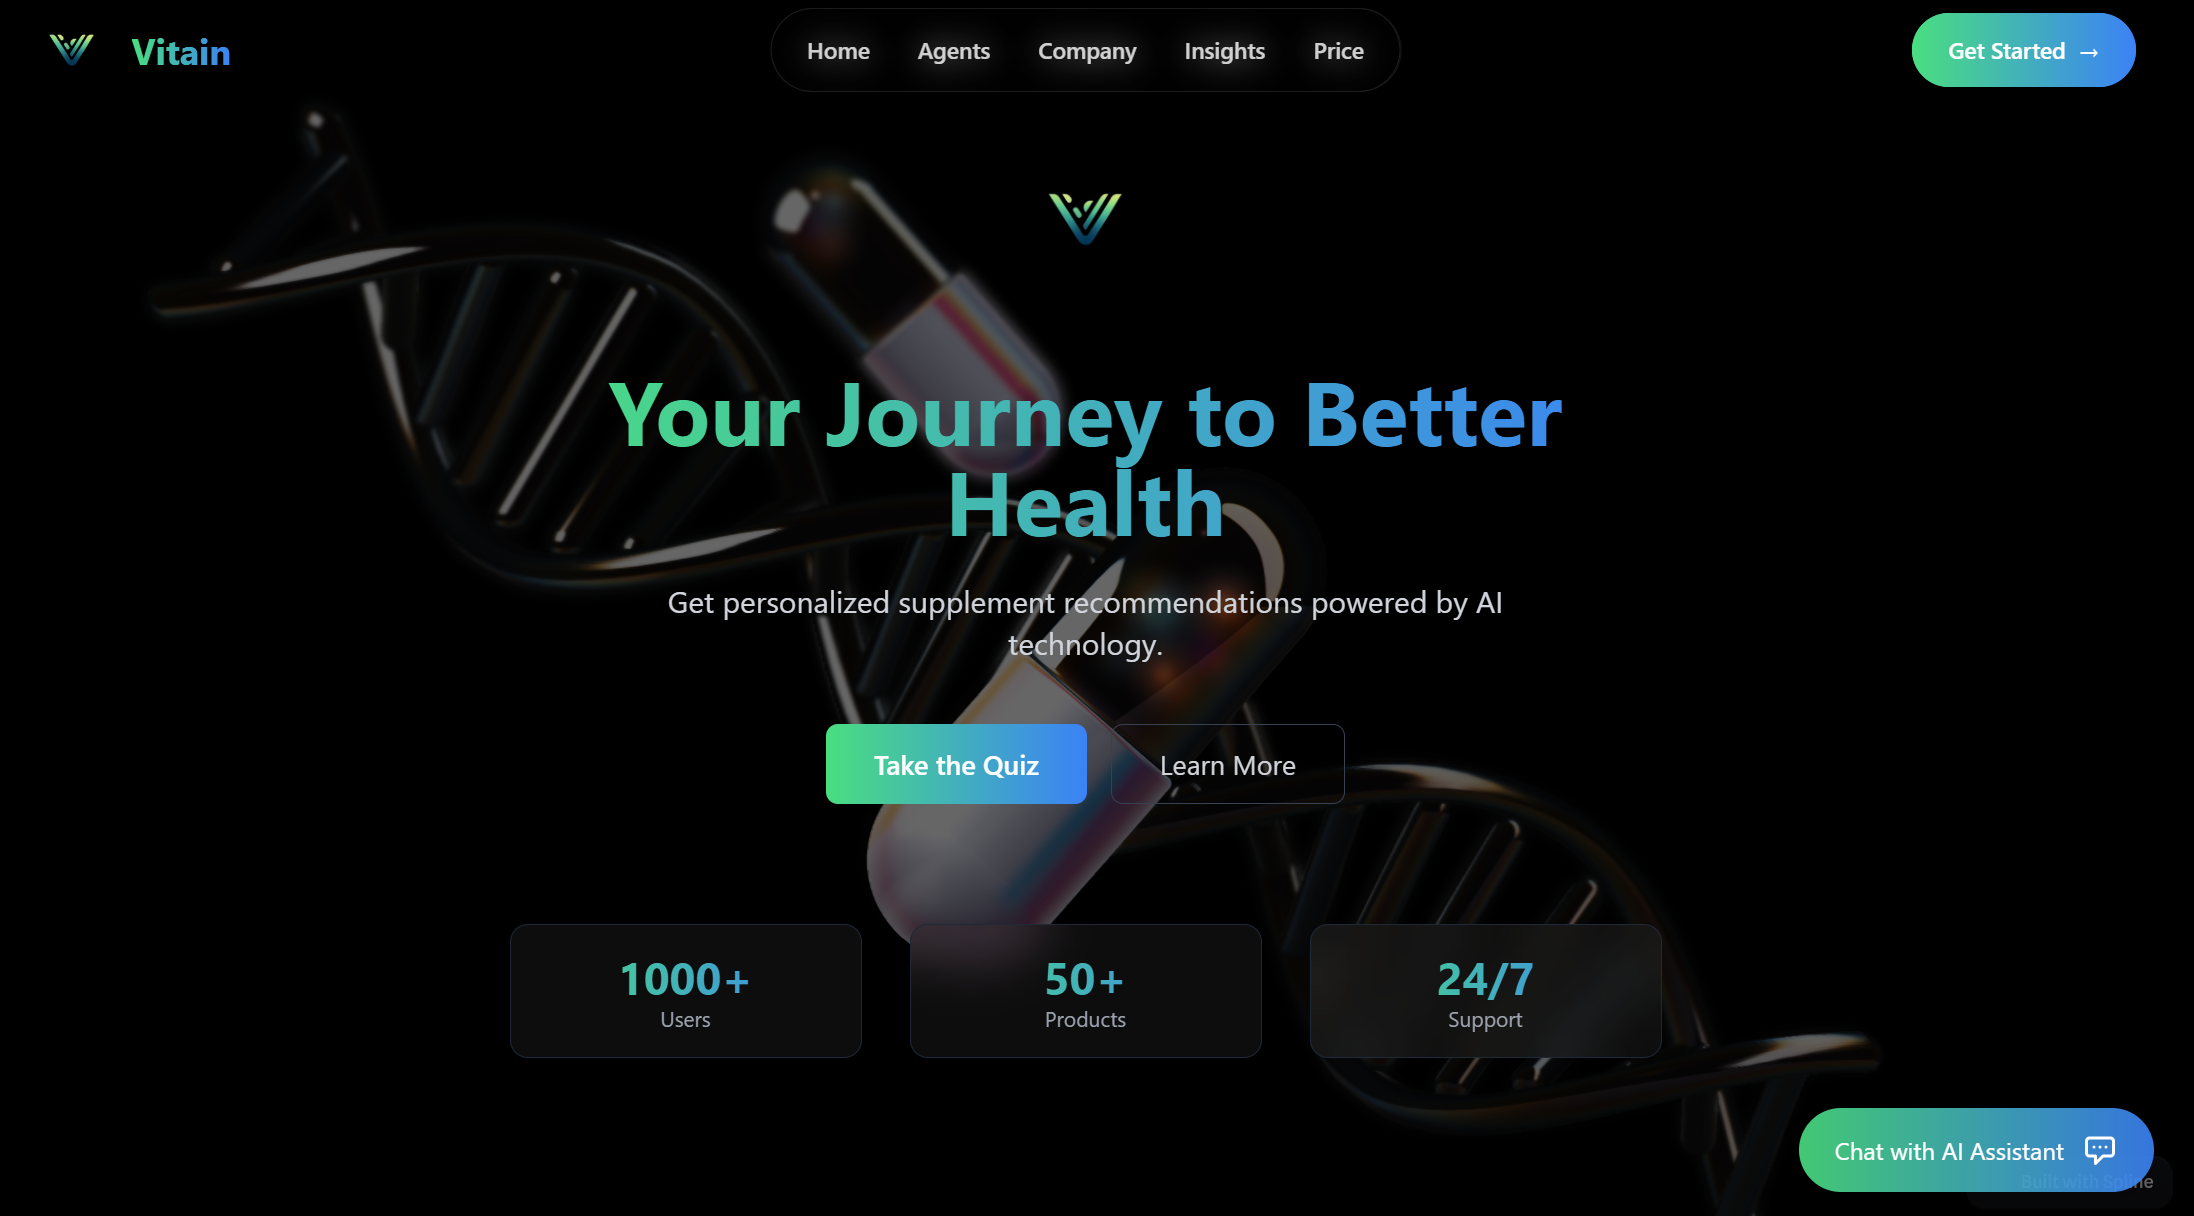 Vitain
Home
Agents
Company
Insights
Price
Get Started →
Your Journey to Better
Health
Get personalized supplement recommendations powered by AI
technology.
Take the Quiz
Learn More
1000+
Users
50+
Products
24/7
Support
Chat with AI Assistant
Built with Spline